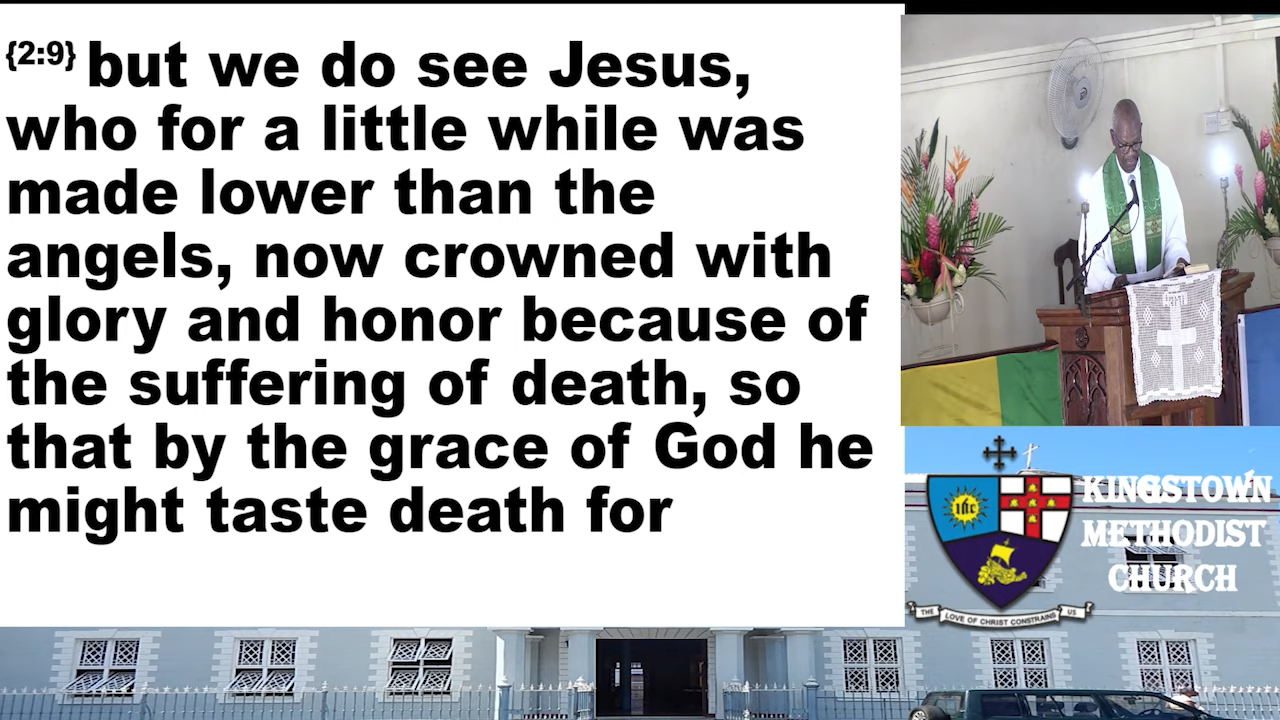 {2:9} but we do see Jesus,
who for a little while was
made lower than the
angels, now crowned with
glory and honor because of
the suffering of death, so
that by the grace of God he
might taste death for
KINGSTOWN
METHODIST
CHURCH
THE LOVE OF CHRIST CONSTRAINS US